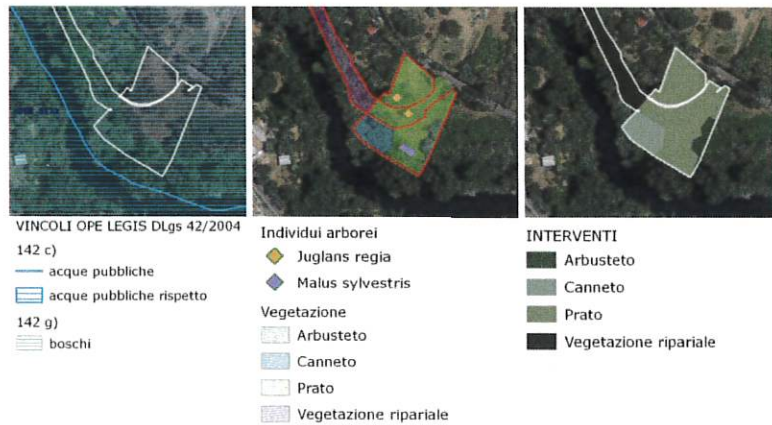 VINCOLI OPE LEGIS DLgs 42/2004
142 c)
acque pubbliche
acque pubbliche rispetto
142 g)
boschi
Individui arborei
Juglans regia
Malus sylvestris
Vegetazione
Arbusteto
Canneto
Prato
Vegetazione ripariale
INTERVENTI
Arbusteto
Canneto
Prato
Vegetazione ripariale